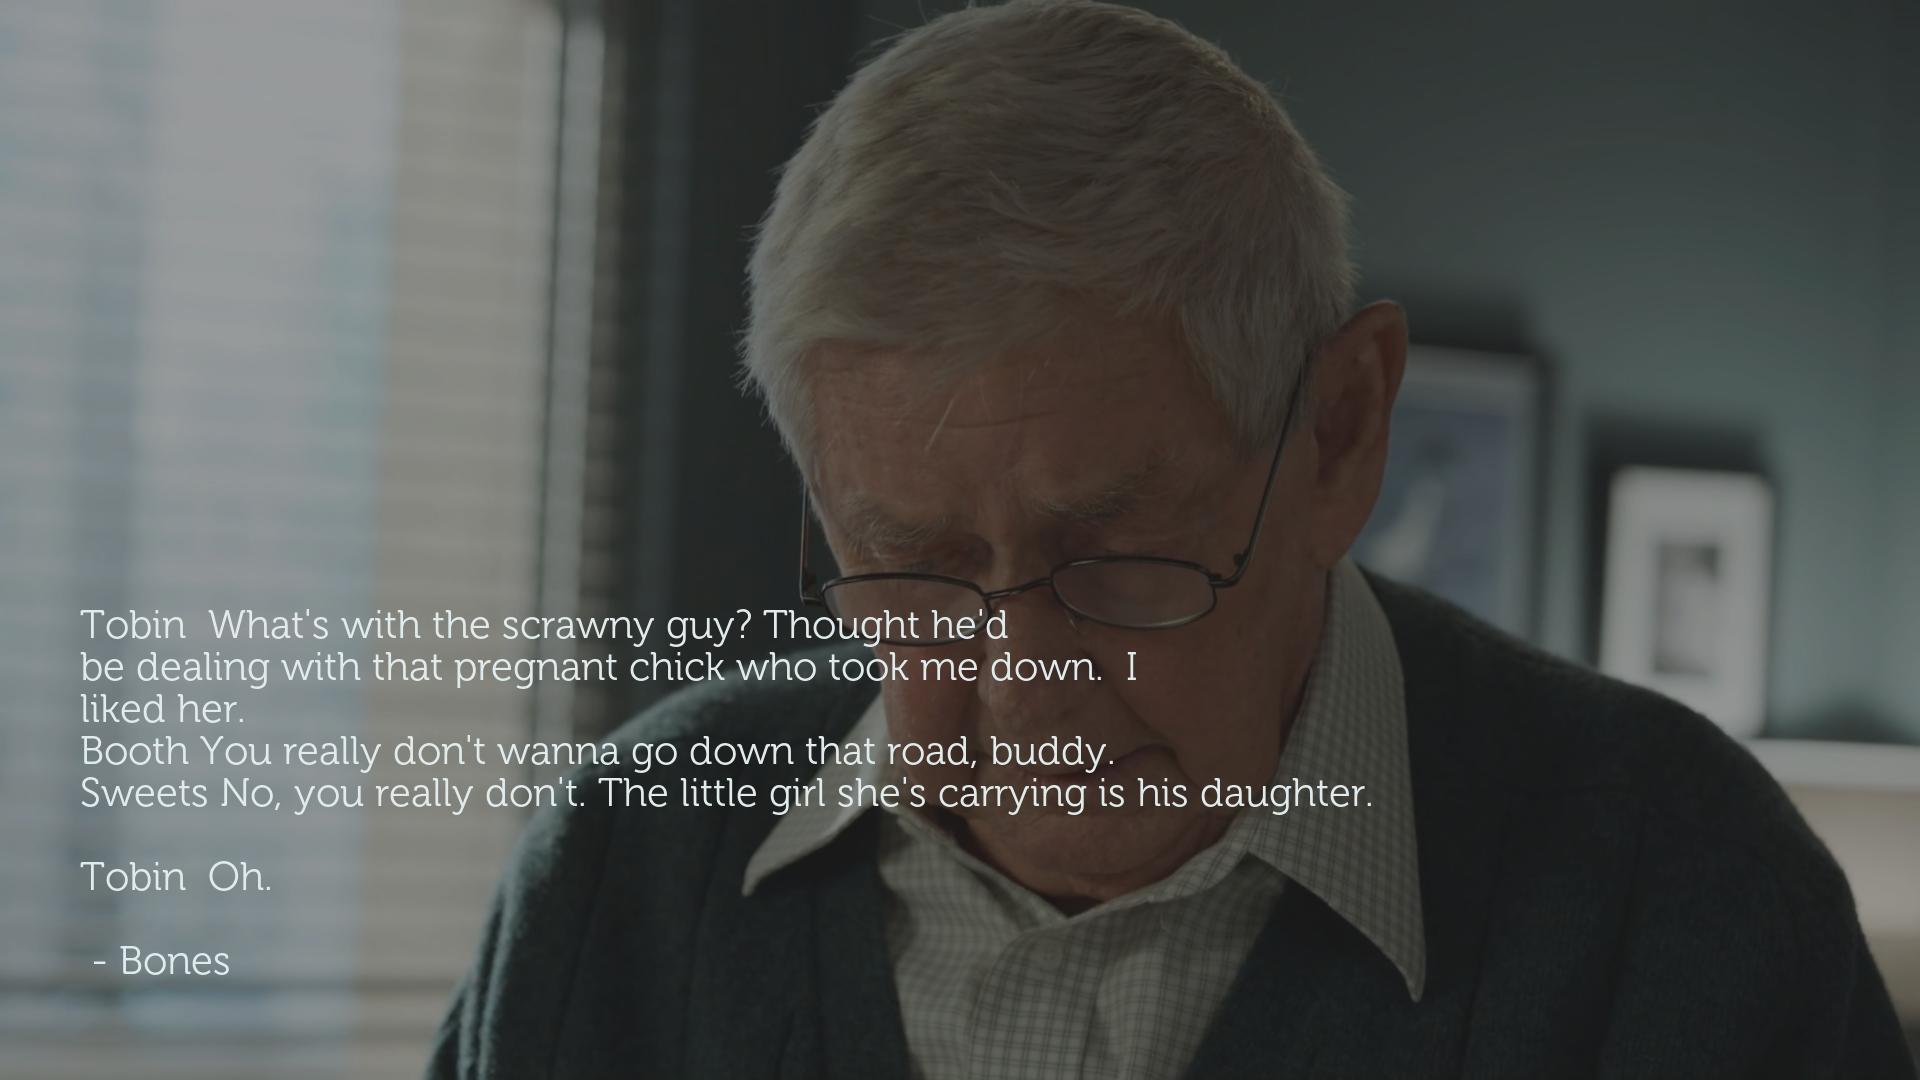 Tobin  What's with the scrawny guy? Thought he'd
be dealing with that pregnant chick who took me down.  I
liked her.
Booth You really don't wanna go down that road, buddy.
Sweets No, you really don't. The little girl she's carrying is his daughter.
Tobin  Oh.
- Bones